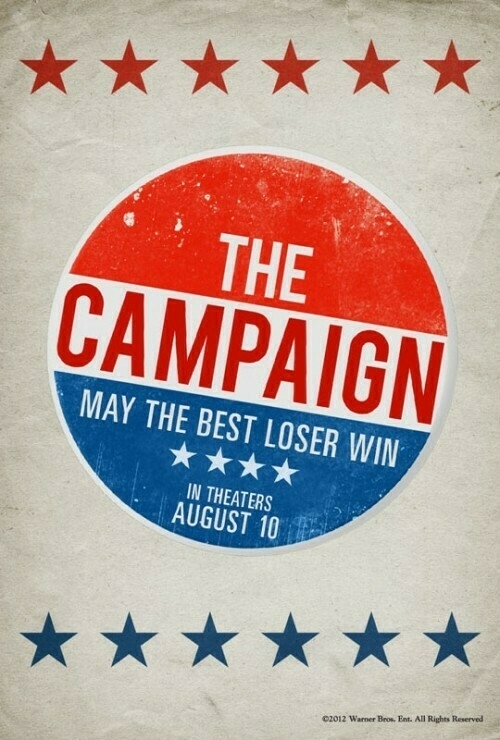 THE
CAMPAIGN
MAY THE BEST LOSER WIN
IN THEATERS
AUGUST 10
©2012 Warner Bros. Ent. All Rights Reserved